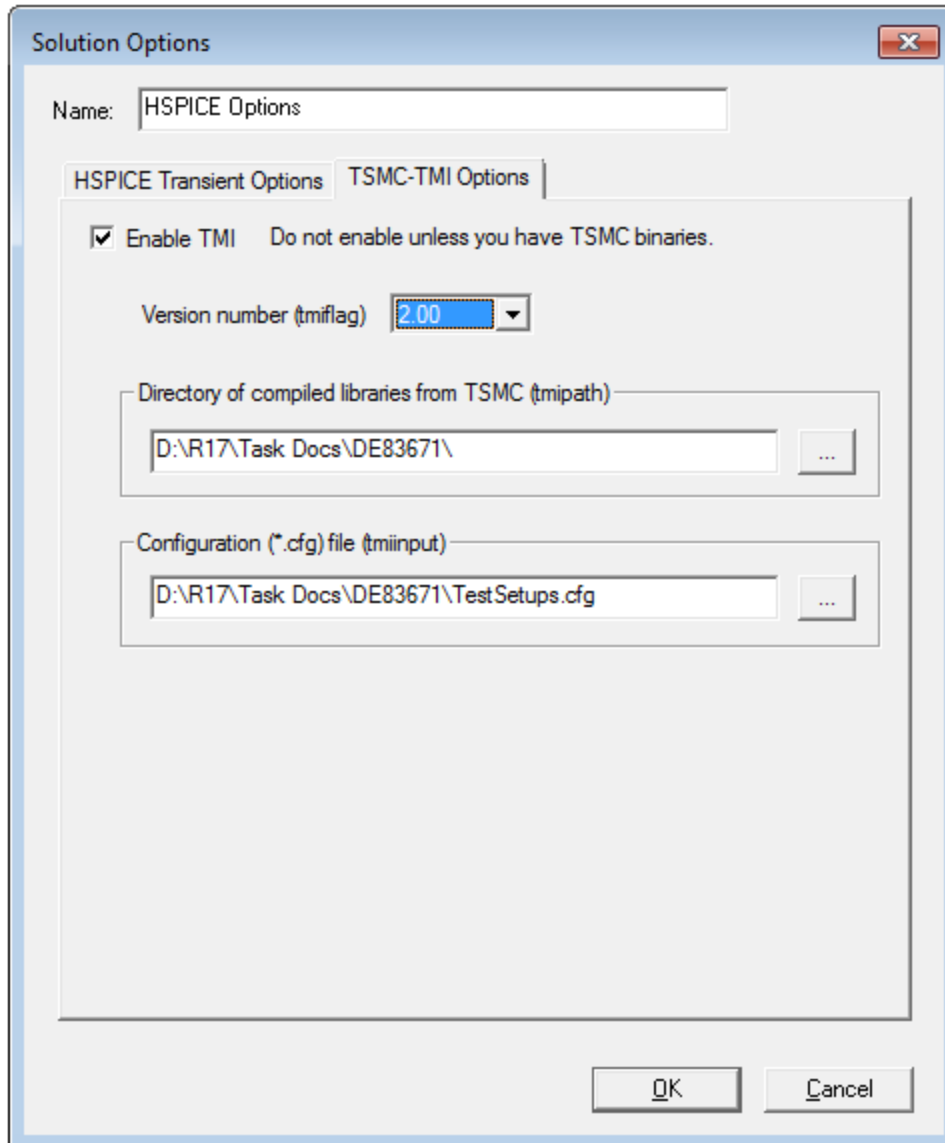 Solution Options
Name: HSPICE Options
HSPICE Transient Options TSMC-TMI Options
Enable TMI Do not enable unless you have TSMC binaries.
Version number (tmiflag) 2.00
Directory of compiled libraries from TSMC (tmipath)
D:\R17\Task Docs\DE83671\
...
Configuration (*.cfg) file (tmiinput)
D:\R17\Task Docs\DE83671\TestSetups.cfg
...
OK Cancel